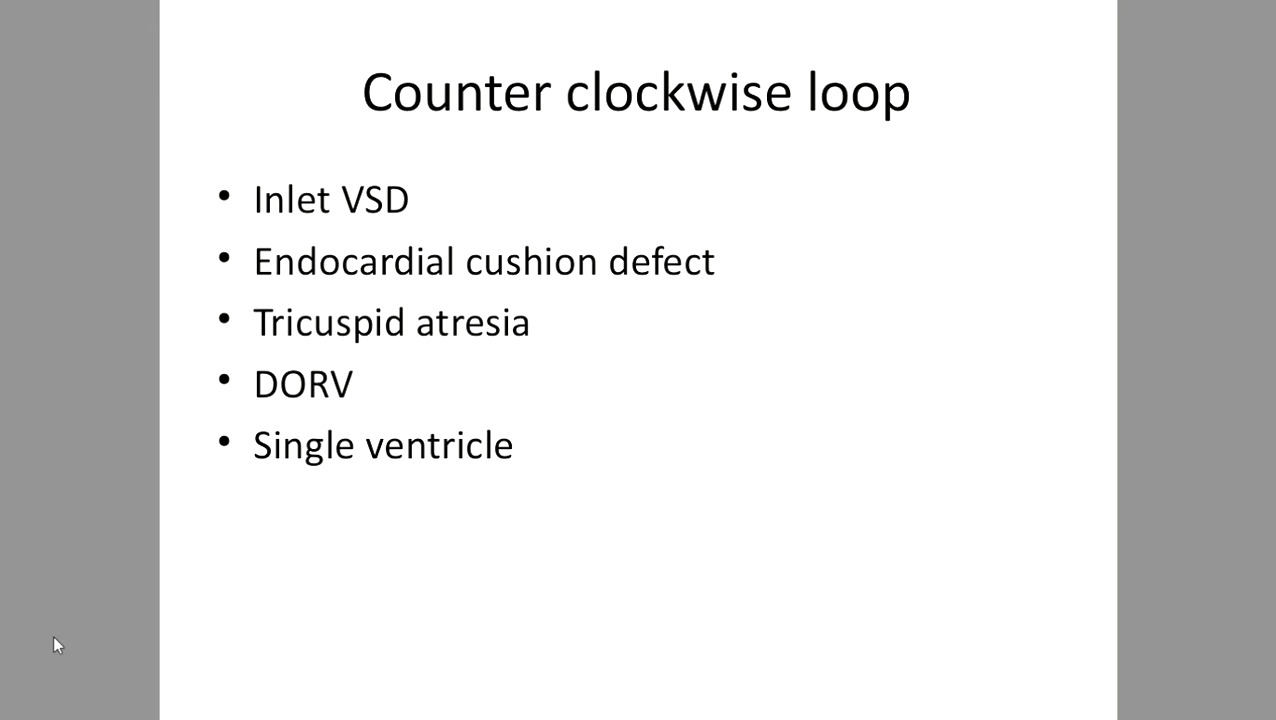 Counter clockwise loop
• Inlet VSD
• Endocardial cushion defect
• Tricuspid atresia
• DORV
• Single ventricle